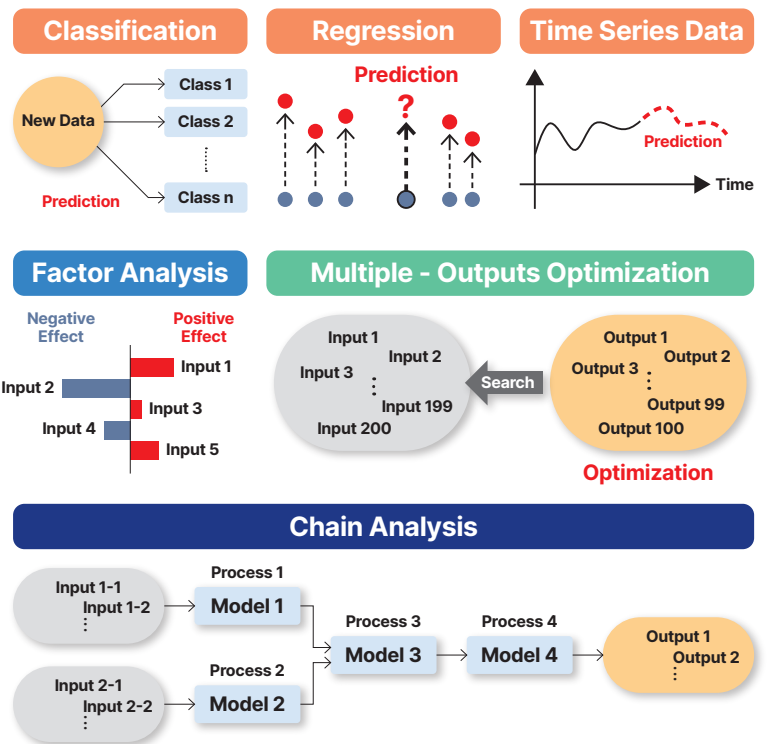 Classification
New Data
Class 1
Class 2
Class n
Prediction
Regression
Prediction
?
Time Series Data
Prediction
Time
Factor Analysis
Negative
Effect
Positive
Effect
Input 1
Input 2
Input 3
Input 4
Input 5
Multiple - Outputs Optimization
Input 1
Input 2
Input 3
Input 199
Input 200
Search
Output 1
Output 2
Output 3
Output 99
Output 100
Optimization
Chain Analysis
Input 1-1
Input 1-2
Process 1
Model 1
Input 2-1
Input 2-2
Process 2
Model 2
Process 3
Model 3
Process 4
Model 4
Output 1
Output 2